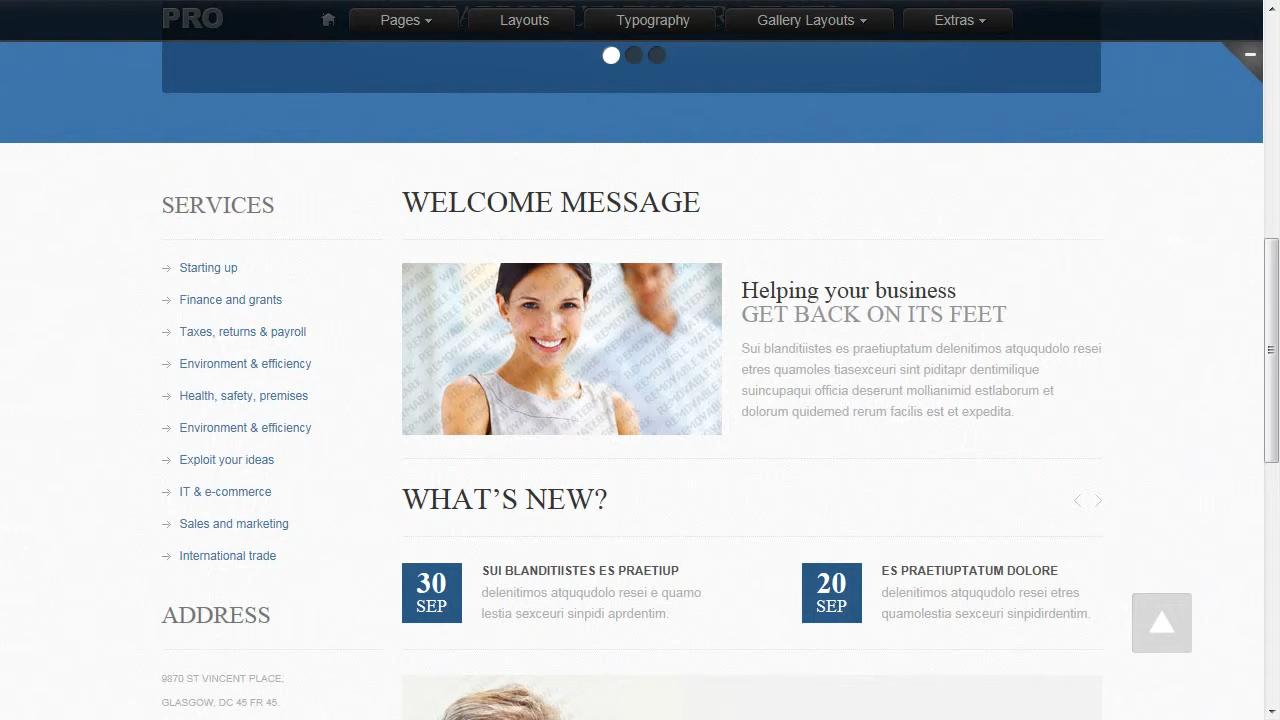 PRO
Pages
Layouts
Typography
Gallery Layouts
Extras
SERVICES
Starting up
Finance and grants
Taxes, returns & payroll
Environment & efficiency
Health, safety, premises
Environment & efficiency
Exploit your ideas
IT & e-commerce
Sales and marketing
International trade
ADDRESS
9870 ST VINCENT PLACE,
GLASGOW, DC 45 FR 45.
WELCOME MESSAGE
Helping your business
GET BACK ON ITS FEET
Sui blanditiistes es praetiuptatum delenitimos atququdolo resei
etres quamoles tiasexceuri sint piditapr dentimilique
suincupaqui officia deserunt mollianimid estlaborum et
dolorum quidemed rerum facilis est et expedita.
WHAT'S NEW?
30
SEP
SUI BLANDITIISTES ES PRAETIUP
delenitimos atququdolo resei e quamo
lestia sexceuri sinpidi aprdentim.
20
SEP
ES PRAETIUPTATUM DOLORE
delenitimos atququdolo resei etres
quamolestia sexceuri sinpidirdentim.